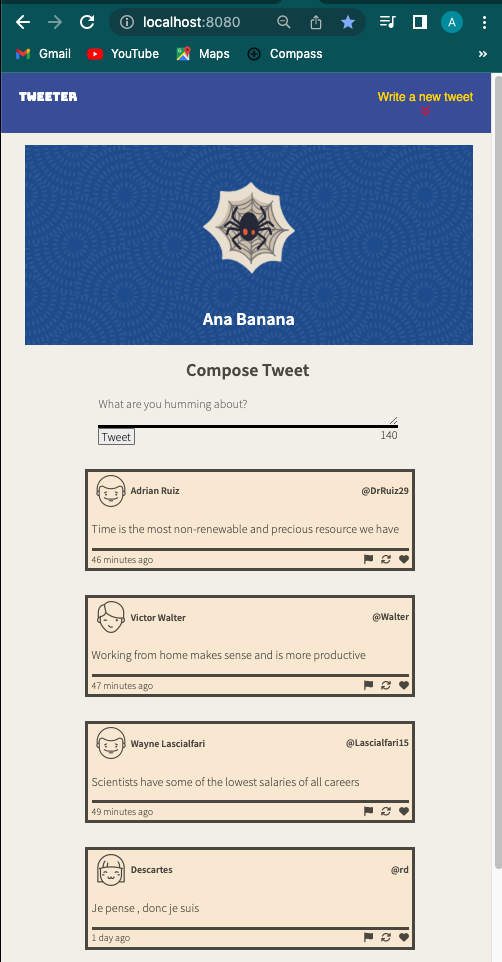 localhost:8080
A
Gmail YouTube Maps Compass »
TWEETER
Write a new tweet
Ana Banana
Compose Tweet
What are you humming about?
Tweet 140
Adrian Ruiz @DrRuiz29
Time is the most non-renewable and precious resource we have
46 minutes ago
Victor Walter @Walter
Working from home makes sense and is more productive
47 minutes ago
Wayne Lascialfari @Lascialfari15
Scientists have some of the lowest salaries of all careers
49 minutes ago
Descartes @rd
Je pense , donc je suis
1 day ago